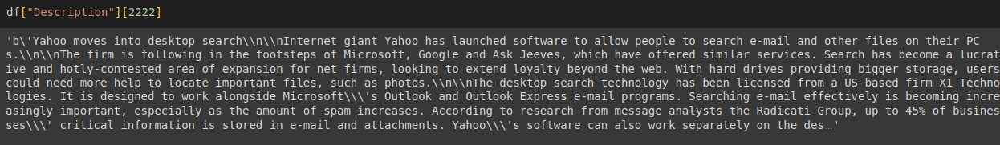 df["Description"][2222]
'b\'Yahoo moves into desktop search\\n\\nInternet giant Yahoo has launched software to allow people to search e-mail and other files on their PC
s.\\n\\nThe firm is following in the footsteps of Microsoft, Google and Ask Jeeves, which have offered similar services. Search has become a lucrat
ive and hotly-contested area of expansion for net firms, looking to extend loyalty beyond the web. With hard drives providing bigger storage, users
could need more help to locate important files, such as photos.\\n\\nThe desktop search technology has been licensed from a US-based firm X1 Techno
logies. It is designed to work alongside Microsoft\\\'s Outlook and Outlook Express e-mail programs. Searching e-mail effectively is becoming incre
asingly important, especially as the amount of spam increases. According to research from message analysts the Radicati Group, up to 45% of busines
ses\\\' critical information is stored in e-mail and attachments. Yahoo\\\'s software can also work separately on the des…'